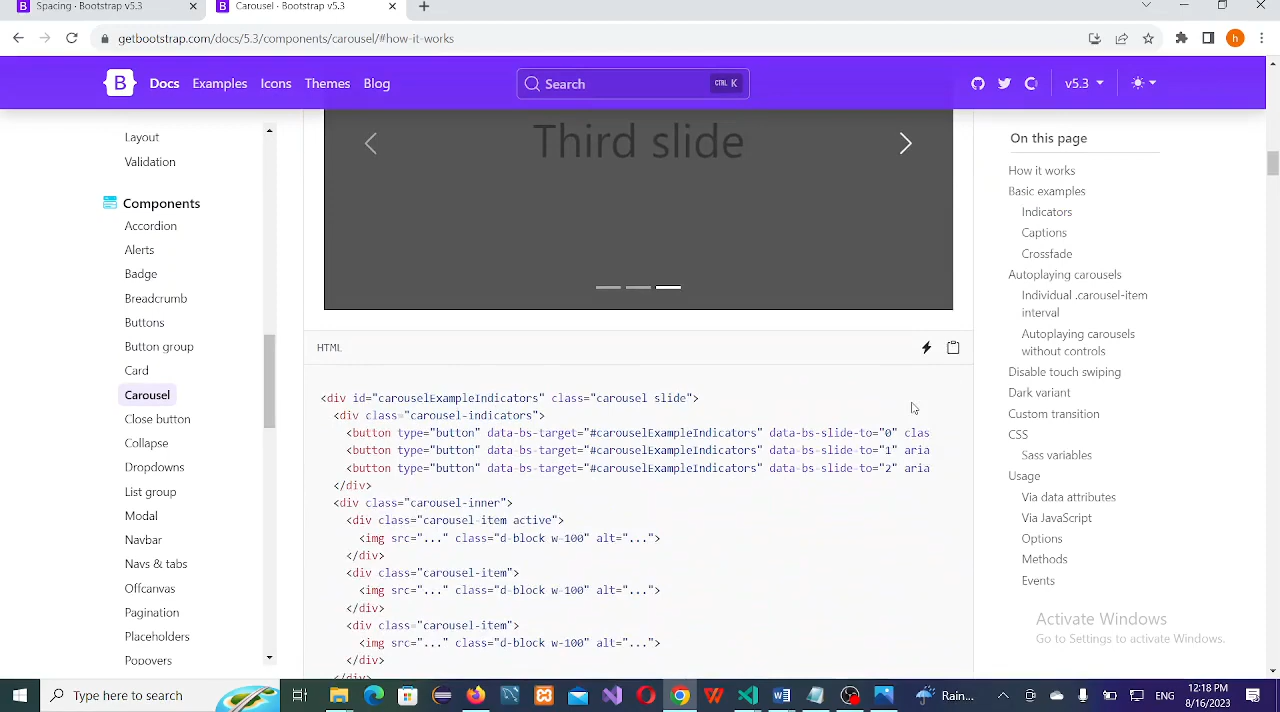 Spacing · Bootstrap v5.3
Carousel · Bootstrap v5.3
getbootstrap.com/docs/5.3/components/carousel/#how-it-works
h
B
Docs
Examples
Icons
Themes
Blog
Search
CTRL K
v5.3
Layout
Validation
Components
Accordion
Alerts
Badge
Breadcrumb
Buttons
Button group
Card
Carousel
Close button
Collapse
Dropdowns
List group
Modal
Navbar
Navs & tabs
Offcanvas
Pagination
Placeholders
Popovers
Third slide
HTML
<div id="carouselExampleIndicators" class="carousel slide">
<div class="carousel-indicators">
<button type="button" data-bs-target="#carouselExampleIndicators" data-bs-slide-to="0" clas
<button type="button" data-bs-target="#carouselExampleIndicators" data-bs-slide-to="1" aria
<button type="button" data-bs-target="#carouselExampleIndicators" data-bs-slide-to="2" aria
</div>
<div class="carousel-inner">
<div class="carousel-item active">
<img src="..." class="d-block w-100" alt="...">
</div>
<div class="carousel-item">
<img src="..." class="d-block w-100" alt="...">
</div>
<div class="carousel-item">
<img src="..." class="d-block w-100" alt="...">
</div>
On this page
How it works
Basic examples
Indicators
Captions
Crossfade
Autoplaying carousels
Individual .carousel-item
interval
Autoplaying carousels
without controls
Disable touch swiping
Dark variant
Custom transition
CSS
Sass variables
Usage
Via data attributes
Via JavaScript
Options
Methods
Events
Activate Windows
Go to Settings to activate Windows.
Type here to search
Rain...
ENG
12:18 PM
8/16/2023